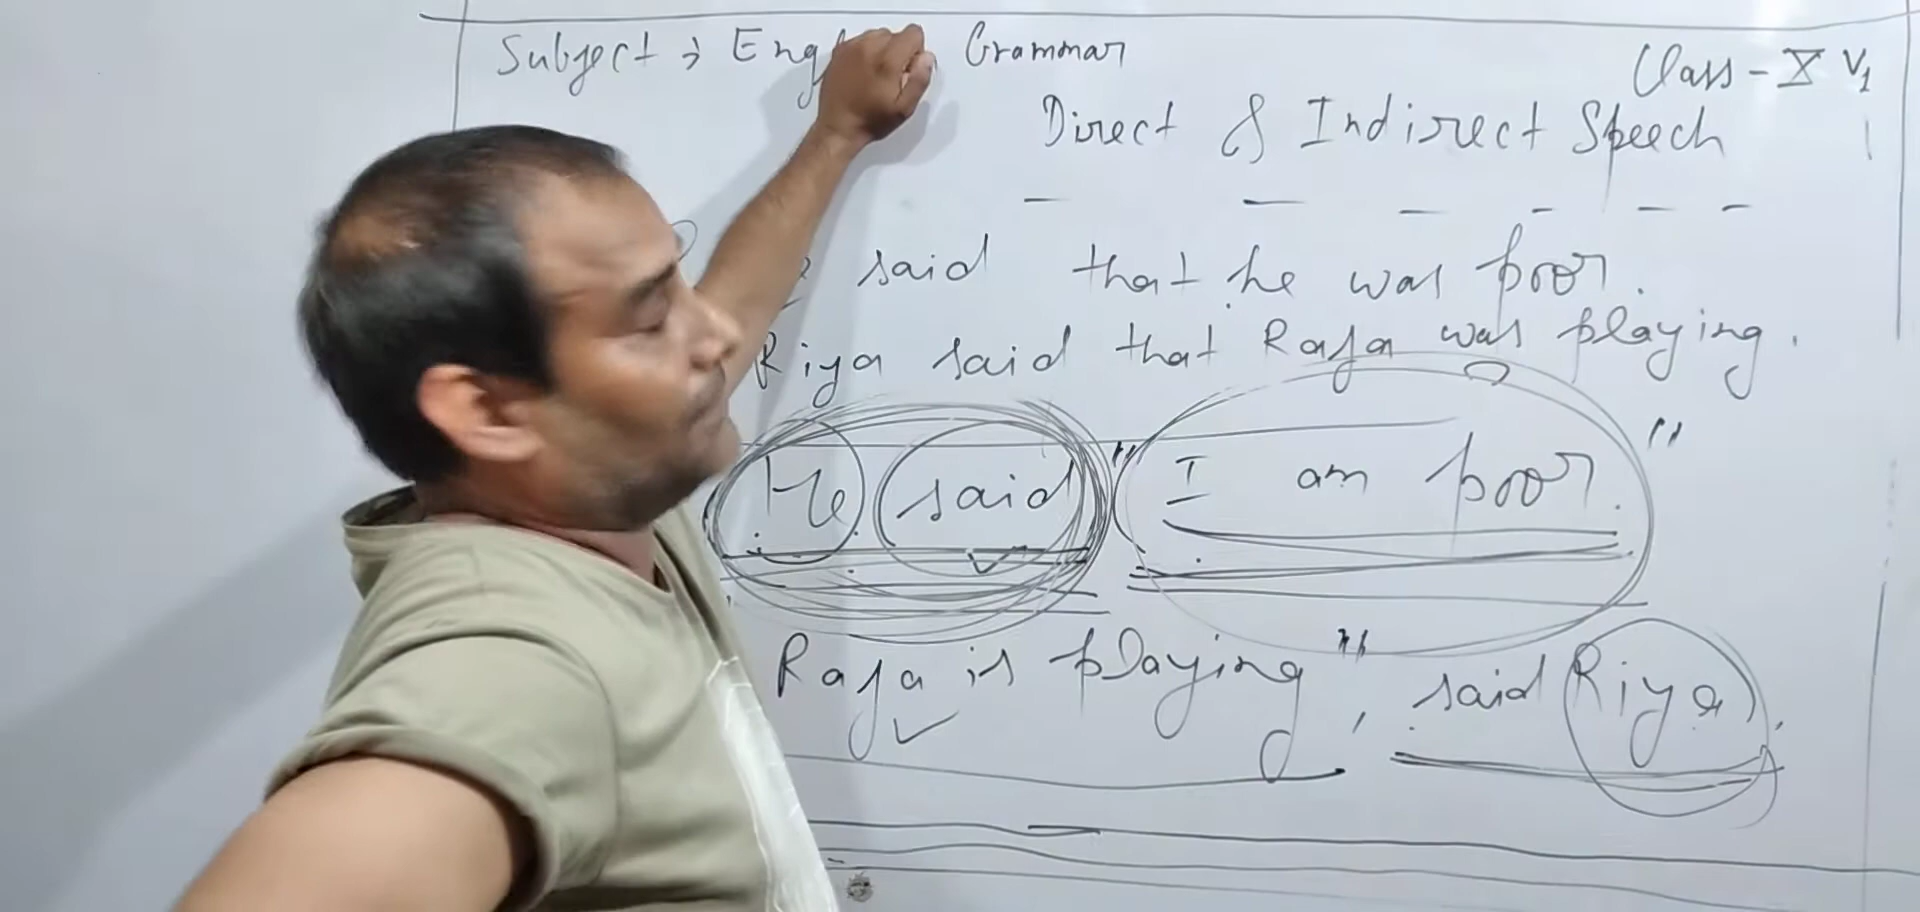 Subject → Grammar
Class - X V1
Direct & Indirect Speech
said that he was poor.
Riya said that Raja was playing.
He said "I am poor."
Raja is playing", said Riya.